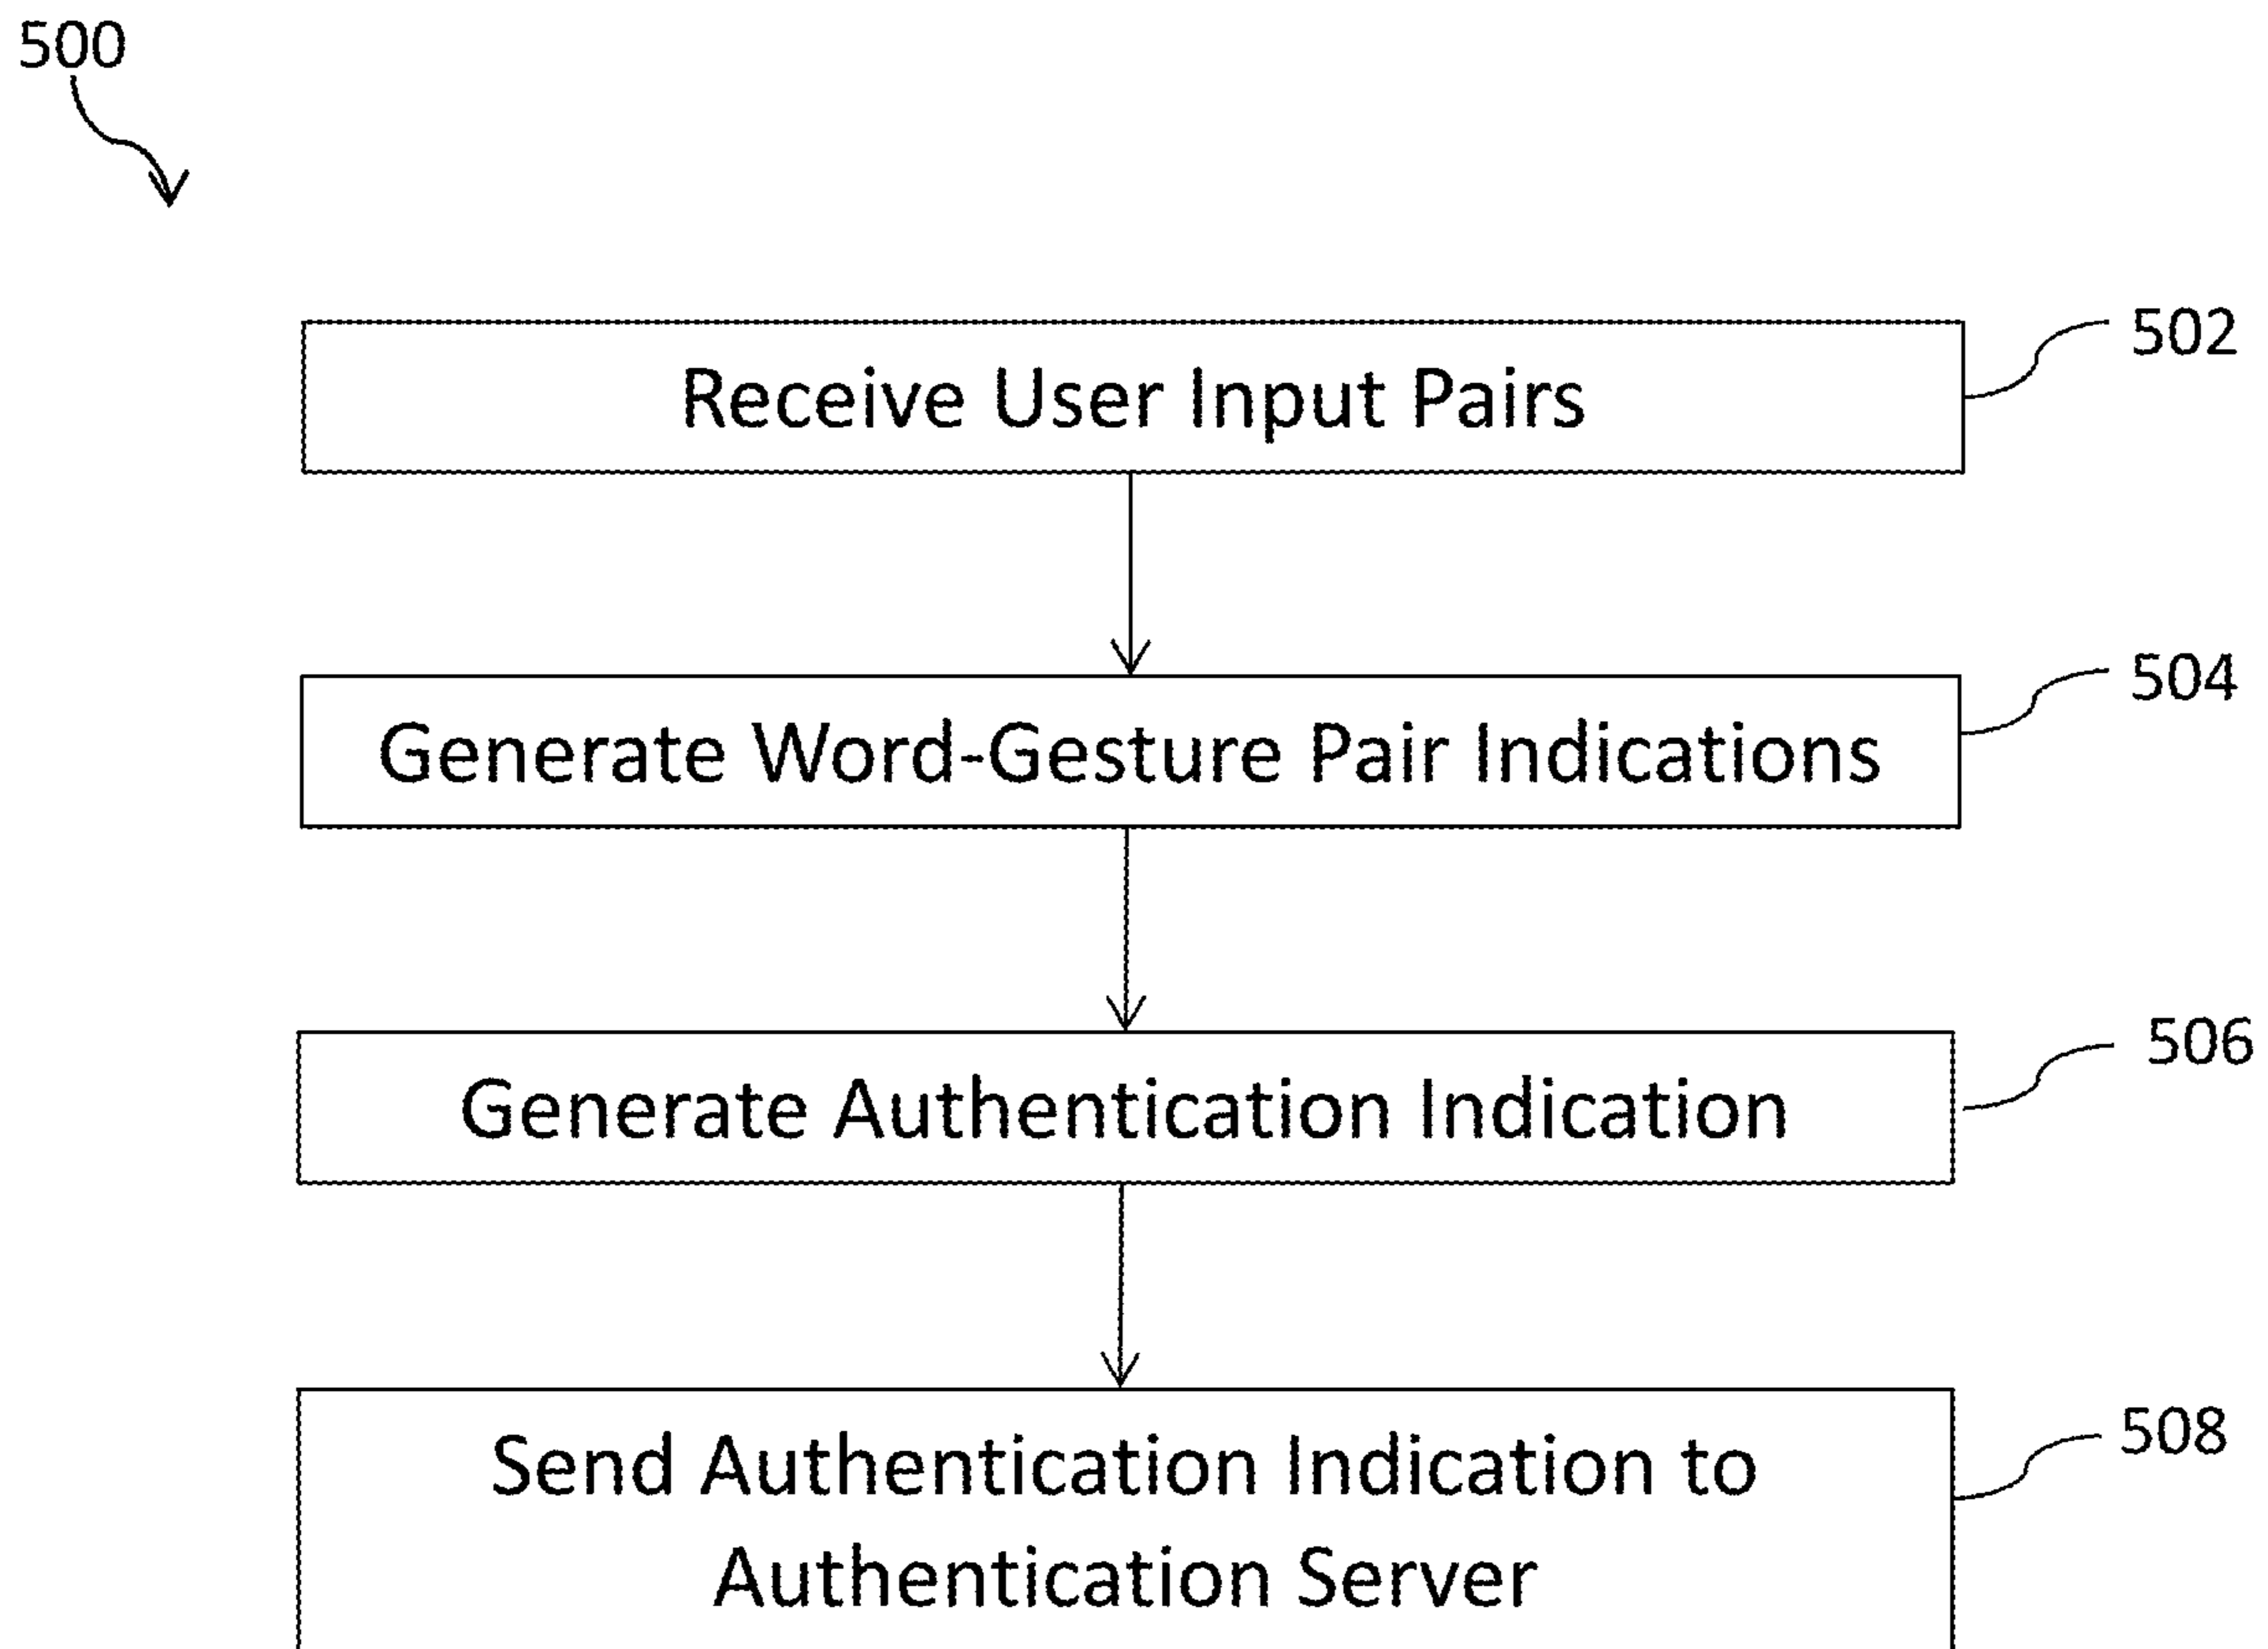 500
502
Receive User Input Pairs
504
Generate Word-Gesture Pair Indications
506
Generate Authentication Indication
508
Send Authentication Indication to
Authentication Server